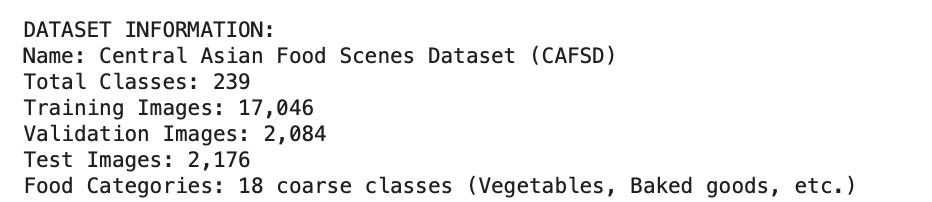 DATASET INFORMATION:
Name: Central Asian Food Scenes Dataset (CAFSD)
Total Classes: 239
Training Images: 17,046
Validation Images: 2,084
Test Images: 2,176
Food Categories: 18 coarse classes (Vegetables, Baked goods, etc.)